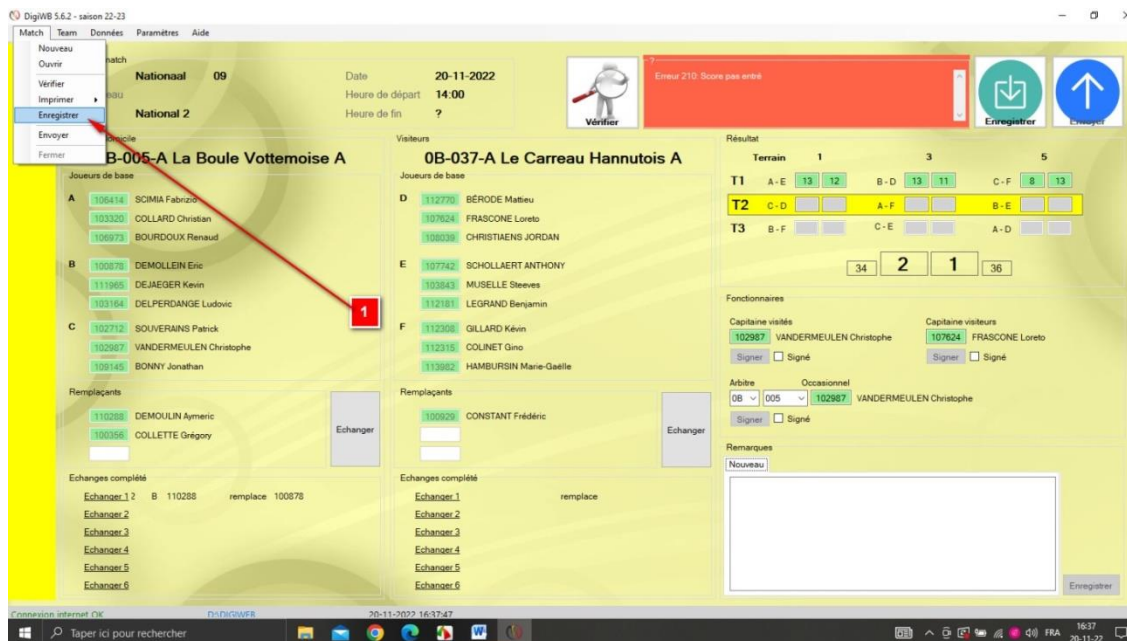 DigiWB 5.6.2 - saison 22-23
Match Team Données Paramètres Aide
Nouveau
Ouvrir
Vérifier
Imprimer
Enregistrer
Envoyer
Fermer
Nationaal 09
National 2
Date 20-11-2022
Heure de départ 14:00
Heure de fin ?
Vérifier
?
Erreur 210: Score pas entré
Enregistrer
B-005-A La Boule Vottemoise A
Joueurs de base
A 106414 SCIMIA Fabrizio
103320 COLLARD Christian
106973 BOURDOUX Renaud
B 100878 DEMOLLEIN Eric
111965 DEJAEGER Kevin
103164 DELPERDANGE Ludovic
C 102712 SOUVERAINS Patrick
102987 VANDERMEULEN Christophe
109145 BONNY Jonathan
1
Remplaçants
110288 DEMOULIN Aymeric
100356 COLLETTE Grégory
Echanger
Echanges complété
Echanger 1 2 B 110288 remplace 100878
Echanger 2
Echanger 3
Echanger 4
Echanger 5
Echanger 6
Visiteurs
0B-037-A Le Carreau Hannutois A
Joueurs de base
D 112770 BÉRODE Mattieu
107624 FRASCONE Loreto
108039 CHRISTIAENS JORDAN
E 107742 SCHOLLAERT ANTHONY
103843 MUSELLE Steeves
112181 LEGRAND Benjamin
F 112308 GILLARD Kévin
112315 COLINET Gino
113982 HAMBURSIN Marie-Gaëlle
Remplaçants
100929 CONSTANT Frédéric
Echanger
Echanges complété
Echanger 1 remplace
Echanger 2
Echanger 3
Echanger 4
Echanger 5
Echanger 6
Résultat
Terrain 1 3 5
T1 A - E 13 12 B - D 13 11 C - F 8 13
T2 C - D A - F B - E
T3 B - F C - E A - D
34 2 1 36
Fonctionnaires
Capitaine visités Capitaine visiteurs
102987 VANDERMEULEN Christophe 107624 FRASCONE Loreto
Signer Signé Signer Signé
Arbitre Occasionnel
0B 005 102987 VANDERMEULEN Christophe
Signer Signé
Remarques
Nouveau
Enregistrer
Connexion internet OK D:\DIGIWEB 20-11-2022 16:37:47
Taper ici pour rechercher
FRA
16:37
20-11-22